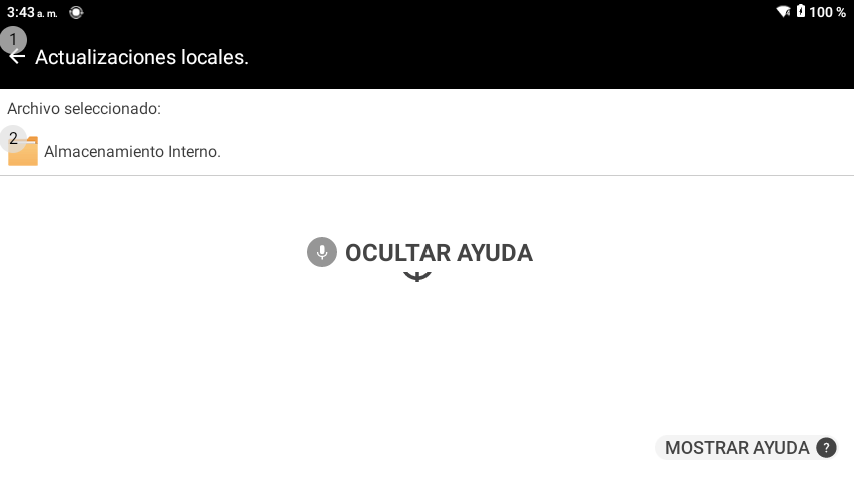 3:43 a. m.
100 %
1
Actualizaciones locales.
Archivo seleccionado:
2
Almacenamiento Interno.
OCULTAR AYUDA
MOSTRAR AYUDA ?